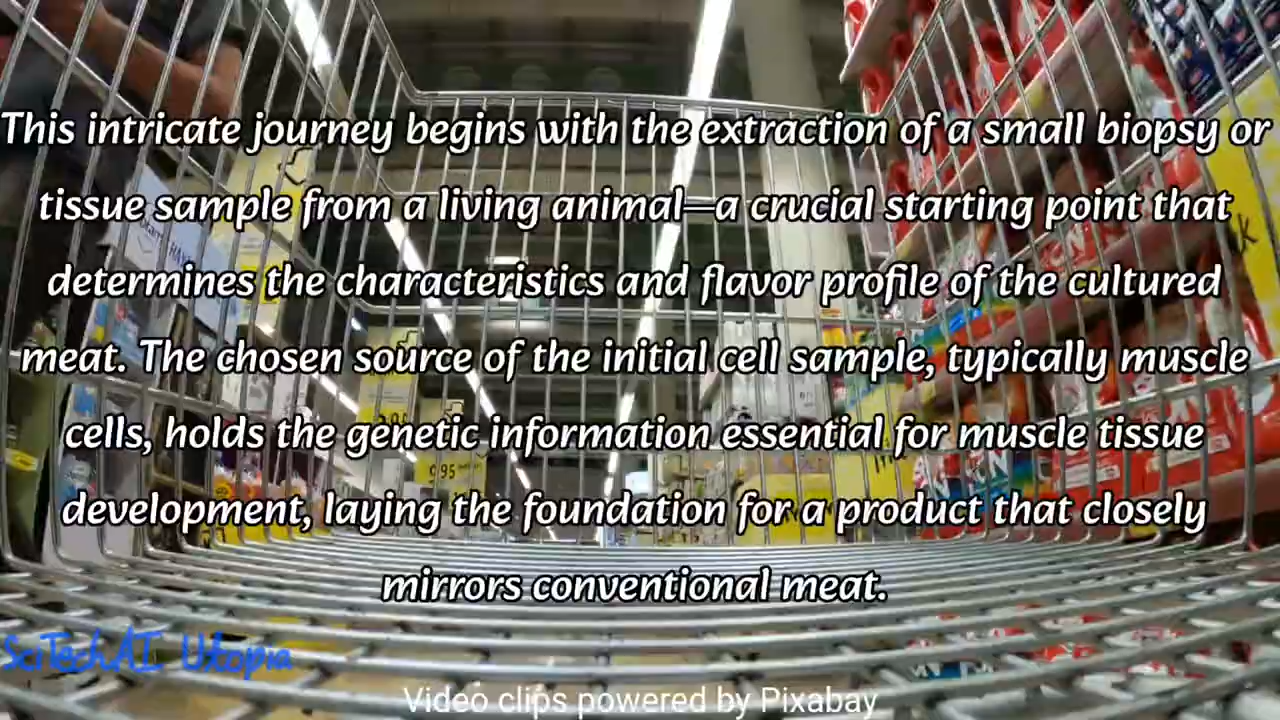 This intricate journey begins with the extraction of a small biopsy or
tissue sample from a living animal—a crucial starting point that
determines the characteristics and flavor profile of the cultured
meat. The chosen source of the initial cell sample, typically muscle
cells, holds the genetic information essential for muscle tissue
development, laying the foundation for a product that closely
mirrors conventional meat.
9.95
SciTechAI Utopia
Video clips powered by Pixabay